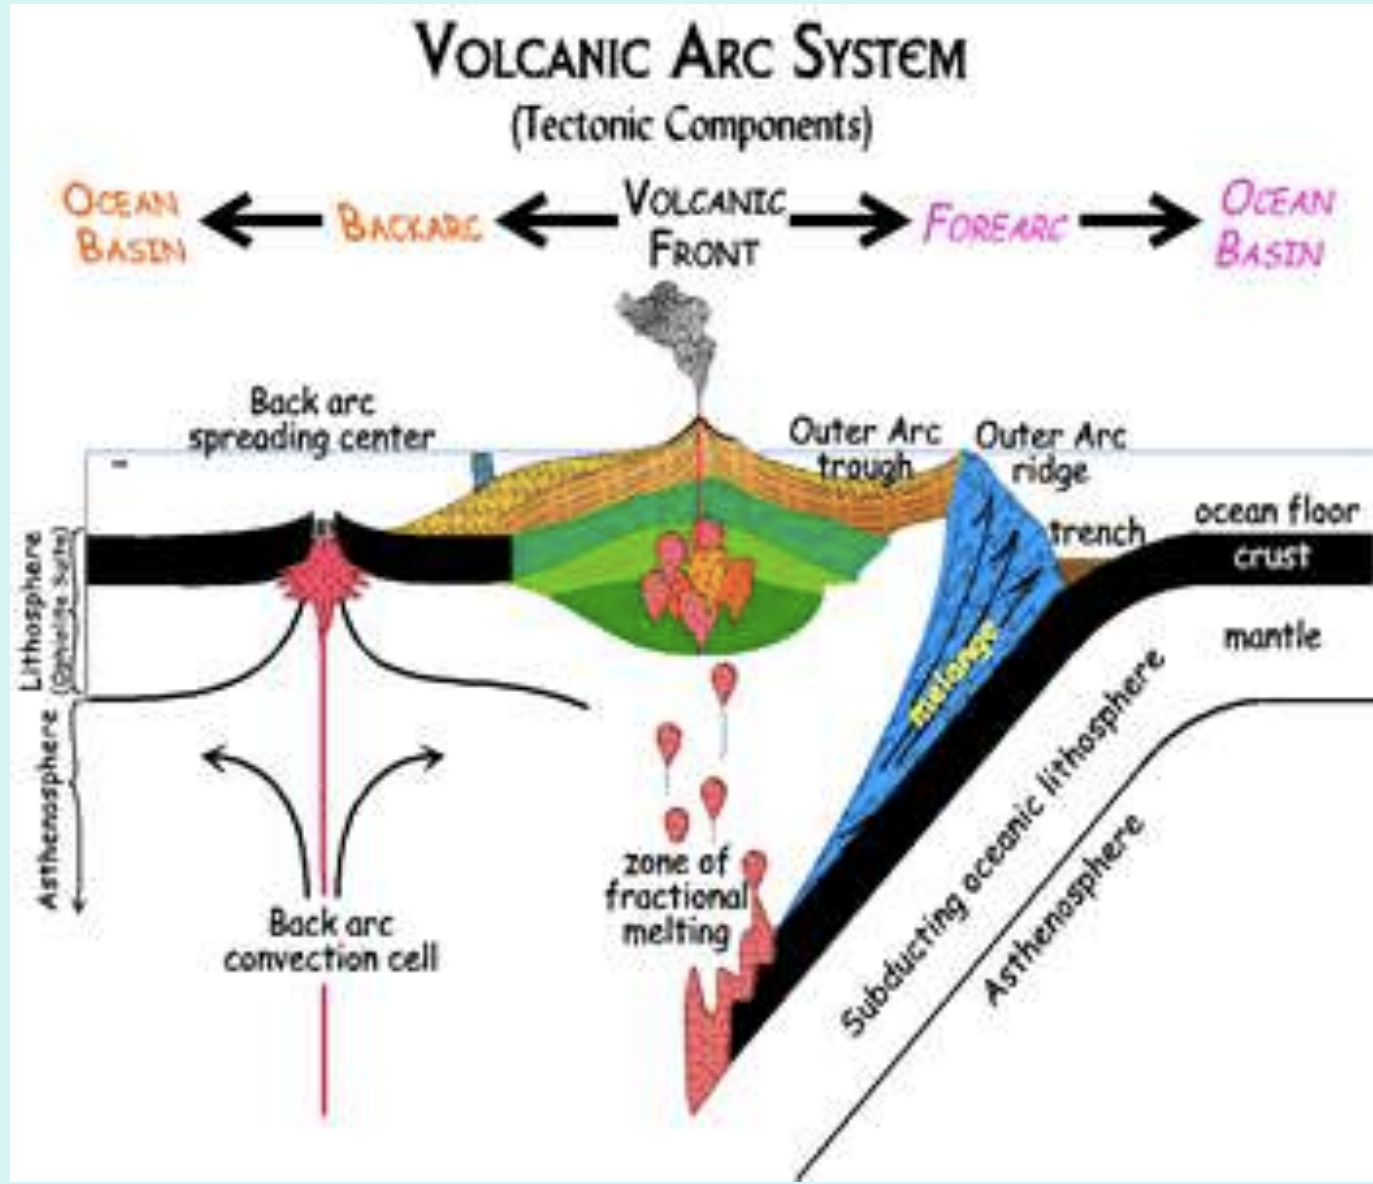 VOLCANIC ARC SYSTEM
(Tectonic Components)
OCEAN
BASIN
BACKARC
VOLCANIC
FRONT
FOREARC
OCEAN
BASIN
Back arc
spreading center
Outer Arc
trough
Outer Arc
ridge
trench
ocean floor
crust
mantle
Lithosphere
(Ophiolite Suite)
Asthenosphere
melange
zone of
fractional
melting
Back arc
convection cell
Subducting oceanic lithosphere
Asthenosphere